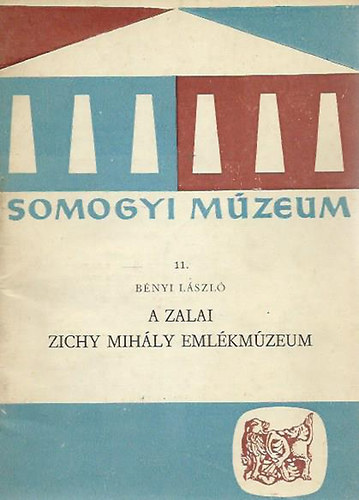 SOMOGYI MÚZEUM
11.
BÉNYI LÁSZLÓ
A ZALAI
ZICHY MIHÁLY EMLÉKMÚZEUM